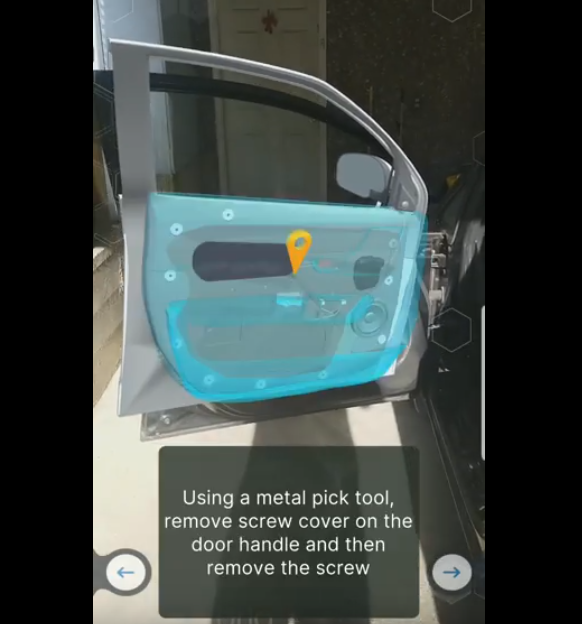 Using a metal pick tool,
remove screw cover on the
door handle and then
remove the screw